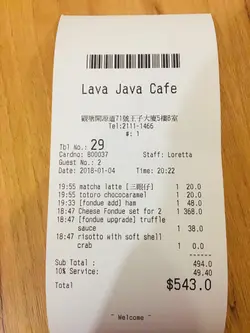 Lava Java Cafe
觀塘開源道71號王子大廈5樓B室
Tel:2111-1466
#: 1
Tbl No.: 29
Cardno: B00037 Staff: Loretta
Guest No.: 2
Date: 2018-01-04 Time: 20:22
19:55 matcha latte [三眼仔] 1 20.0
19:55 totoro chococaramel 1 20.0
19:33 [fondue add] ham 1 48.0
18:47 Cheese Fondue set for 2 1 368.0
18:47 [fondue upgrade] truffle
sauce 1 38.0
18:47 risotto with soft shell
crab 1 0.0
Sub Total : 494.0
10% Service: 49.40
Total $543.0
~ Welcome ~